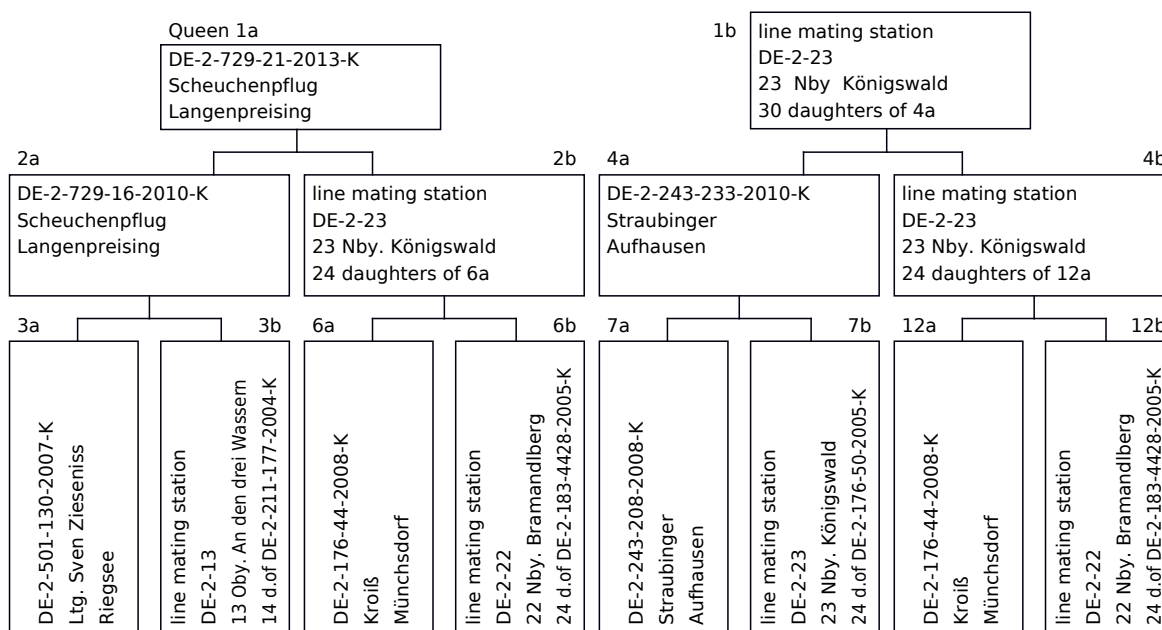 Queen 1a
DE-2-729-21-2013-K
Scheuchenpflug
Langenpreising
1b
line mating station
DE-2-23
23 Nby Königswald
30 daughters of 4a
2a
DE-2-729-16-2010-K
Scheuchenpflug
Langenpreising
2b
line mating station
DE-2-23
23 Nby. Königswald
24 daughters of 6a
4a
DE-2-243-233-2010-K
Straubinger
Aufhausen
4b
line mating station
DE-2-23
23 Nby. Königswald
24 daughters of 12a
3a
DE-2-501-130-2007-K
Ltg. Sven Zieseniss
Riegsee
3b
line mating station
DE-2-13
13 Oby. An den drei Wassern
14 d.of DE-2-211-177-2004-K
6a
DE-2-176-44-2008-K
Kroiß
Münchsdorf
6b
line mating station
DE-2-22
22 Nby. Bramandlberg
24 d.of DE-2-183-4428-2005-K
7a
DE-2-243-208-2008-K
Straubinger
Aufhausen
7b
line mating station
DE-2-23
23 Nby. Königswald
24 d.of DE-2-176-50-2005-K
12a
DE-2-176-44-2008-K
Kroiß
Münchsdorf
12b
line mating station
DE-2-22
22 Nby. Bramandlberg
24 d.of DE-2-183-4428-2005-K